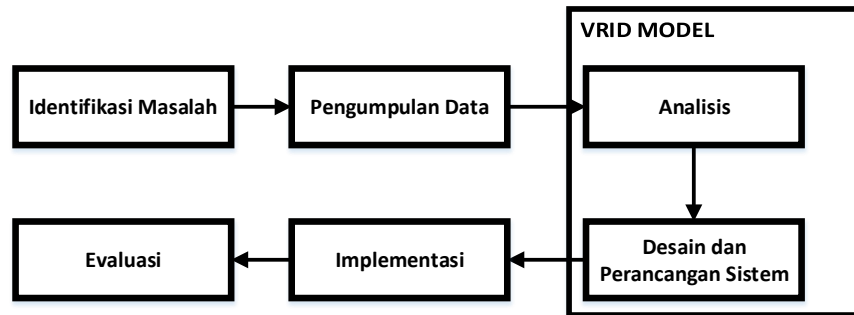 VRID MODEL
Identifikasi Masalah
Pengumpulan Data
Analisis
Desain dan
Perancangan Sistem
Implementasi
Evaluasi